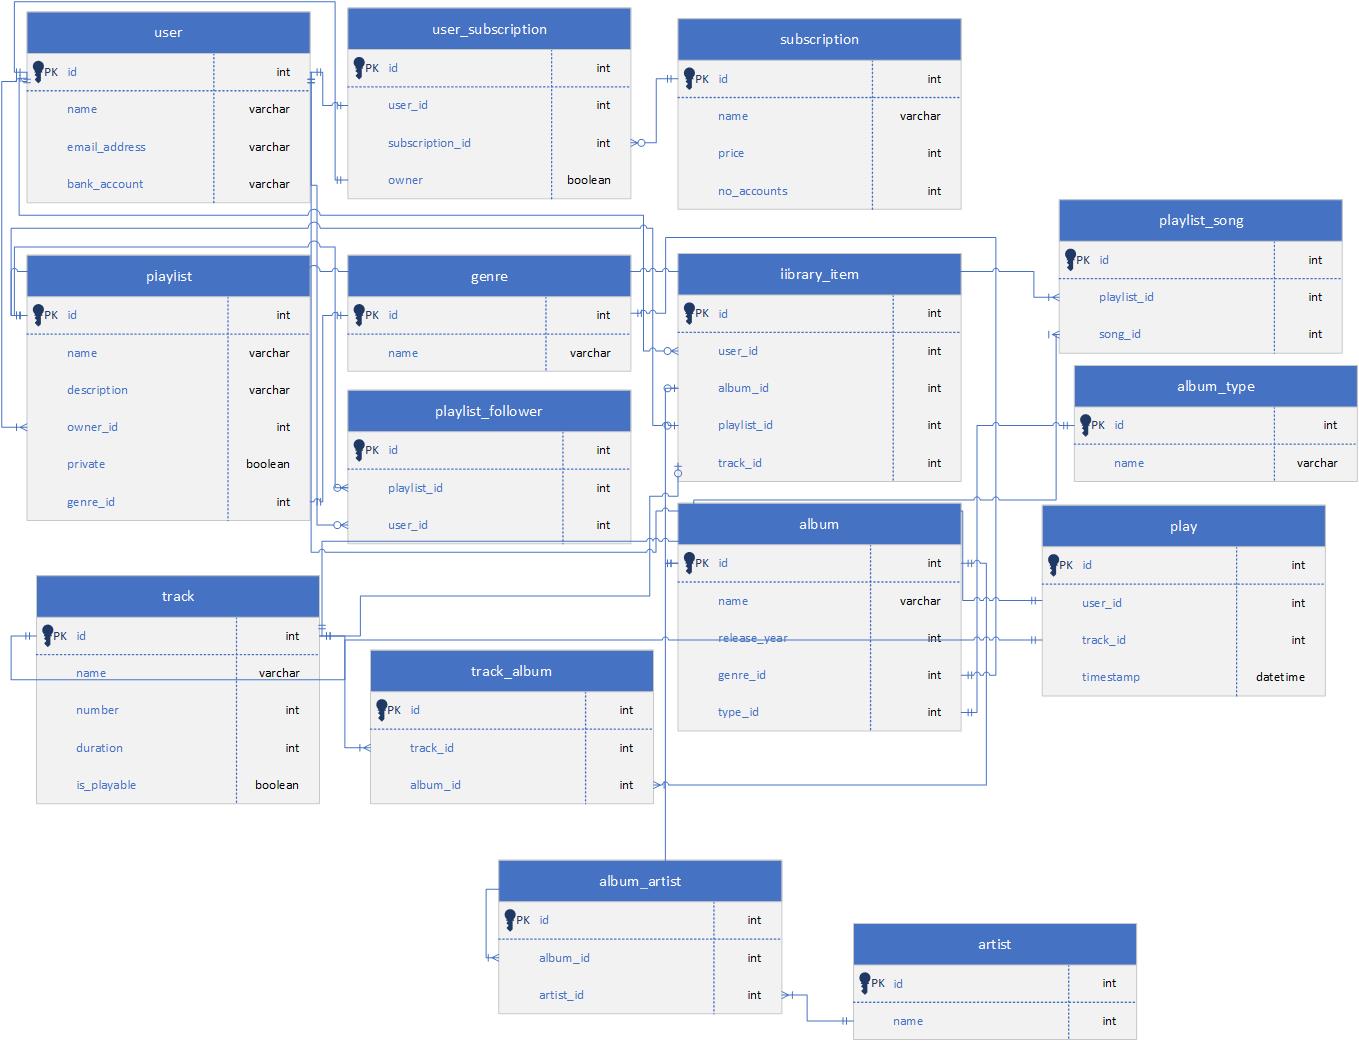 user
PK id int
name varchar
email_address varchar
bank_account varchar
user_subscription
PK id int
user_id int
subscription_id int
owner boolean
subscription
PK id int
name varchar
price int
no_accounts int
playlist_song
PK id int
playlist_id int
song_id int
playlist
PK id int
name varchar
description varchar
owner_id int
private boolean
genre_id int
genre
PK id int
name varchar
library_item
PK id int
user_id int
album_id int
playlist_id int
track_id int
album_type
PK id int
name varchar
playlist_follower
PK id int
playlist_id int
user_id int
album
PK id int
name varchar
release_year int
genre_id int
type_id int
play
PK id int
user_id int
track_id int
timestamp datetime
track
PK id int
name varchar
number int
duration int
is_playable boolean
track_album
PK id int
track_id int
album_id int
album_artist
PK id int
album_id int
artist_id int
artist
PK id int
name int